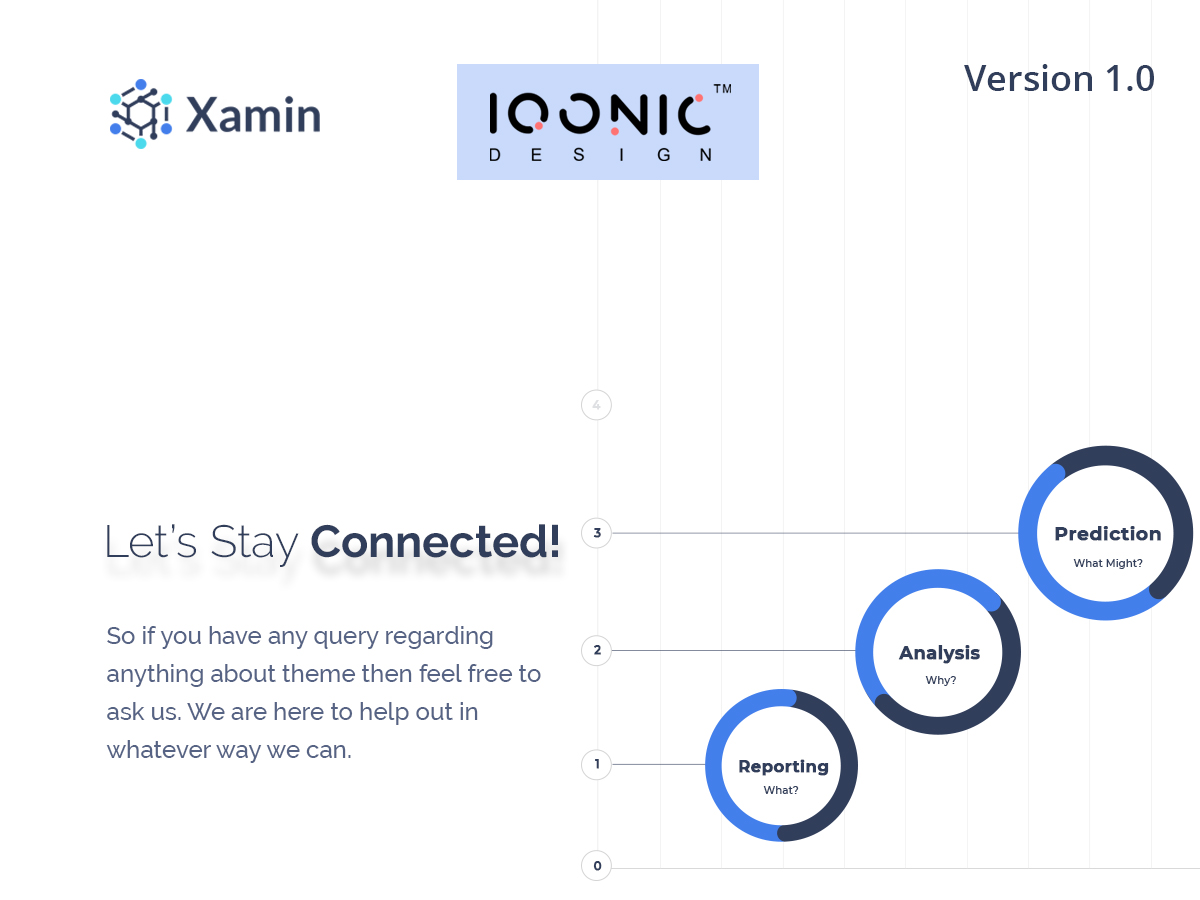 Xamin
IQONIC TM
DESIGN
Version 1.0
4
Let's Stay Connected!
3
Prediction
What Might?
So if you have any query regarding
anything about theme then feel free to
ask us. We are here to help out in
whatever way we can.
2
Analysis
Why?
1
Reporting
What?
0